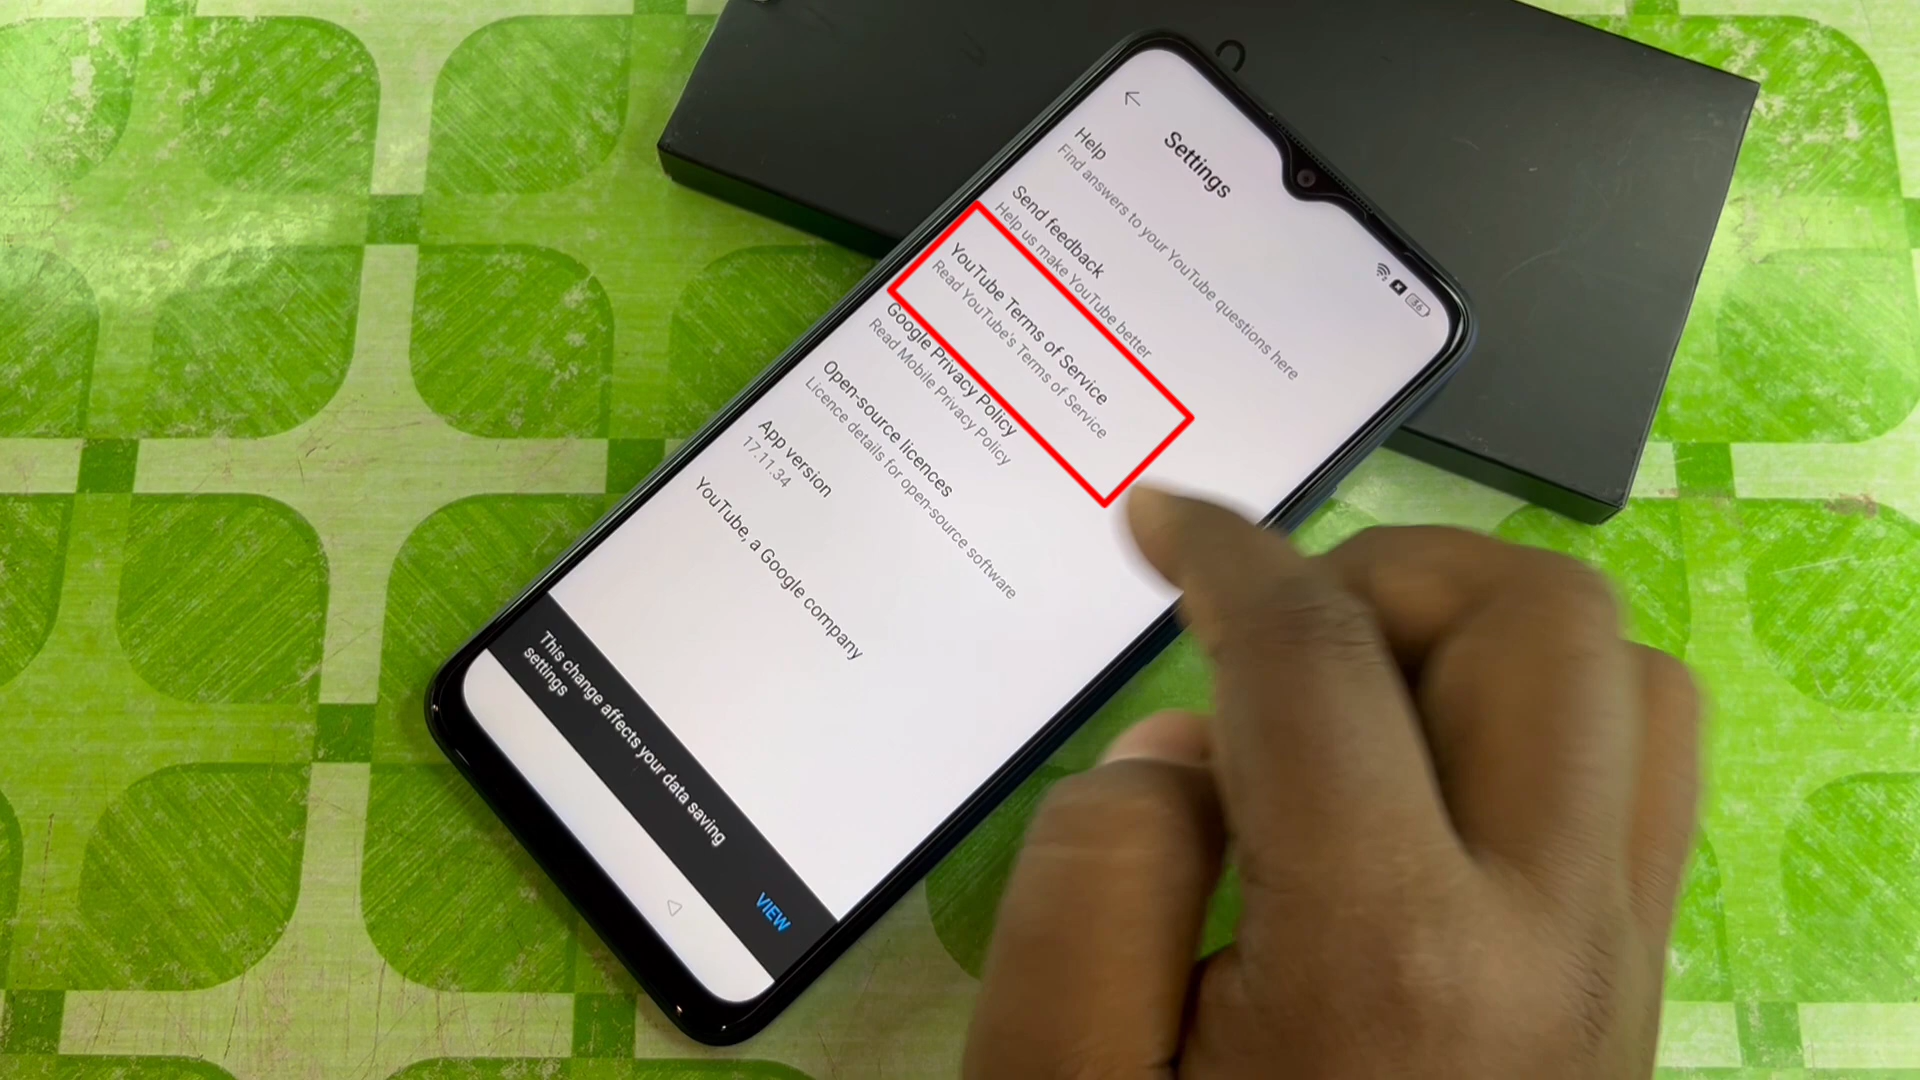 Settings
Help
Find answers to your YouTube questions here
Send feedback
Help us make YouTube better
YouTube Terms of Service
Read YouTube's Terms of Service
Google Privacy Policy
Read Mobile Privacy Policy
Open-source licences
Licence details for open-source software
App version
17.11.34
YouTube, a Google company
This change affects your data saving
settings
VIEW